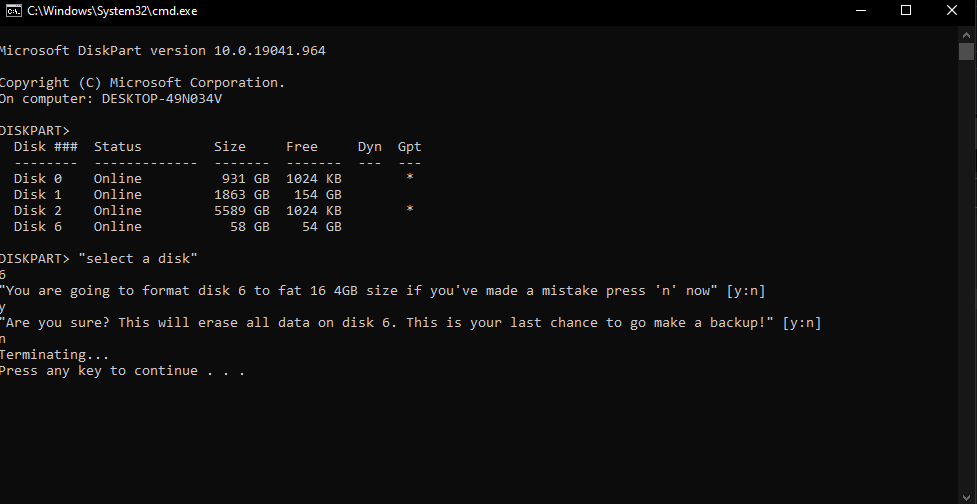 C:\Windows\System32\cmd.exe
Microsoft DiskPart version 10.0.19041.964
Copyright (C) Microsoft Corporation.
On computer: DESKTOP-49N034V
DISKPART>
Disk ###  Status         Size     Free     Dyn  Gpt
--------  -------------  -------  -------  ---  ---
Disk 0    Online          931 GB  1024 KB        *
Disk 1    Online         1863 GB   154 GB
Disk 2    Online         5589 GB  1024 KB        *
Disk 6    Online           58 GB    54 GB
DISKPART> "select a disk"
6
"You are going to format disk 6 to fat 16 4GB size if you've made a mistake press 'n' now" [y:n]
y
"Are you sure? This will erase all data on disk 6. This is your last chance to go make a backup!" [y:n]
n
Terminating...
Press any key to continue . . .